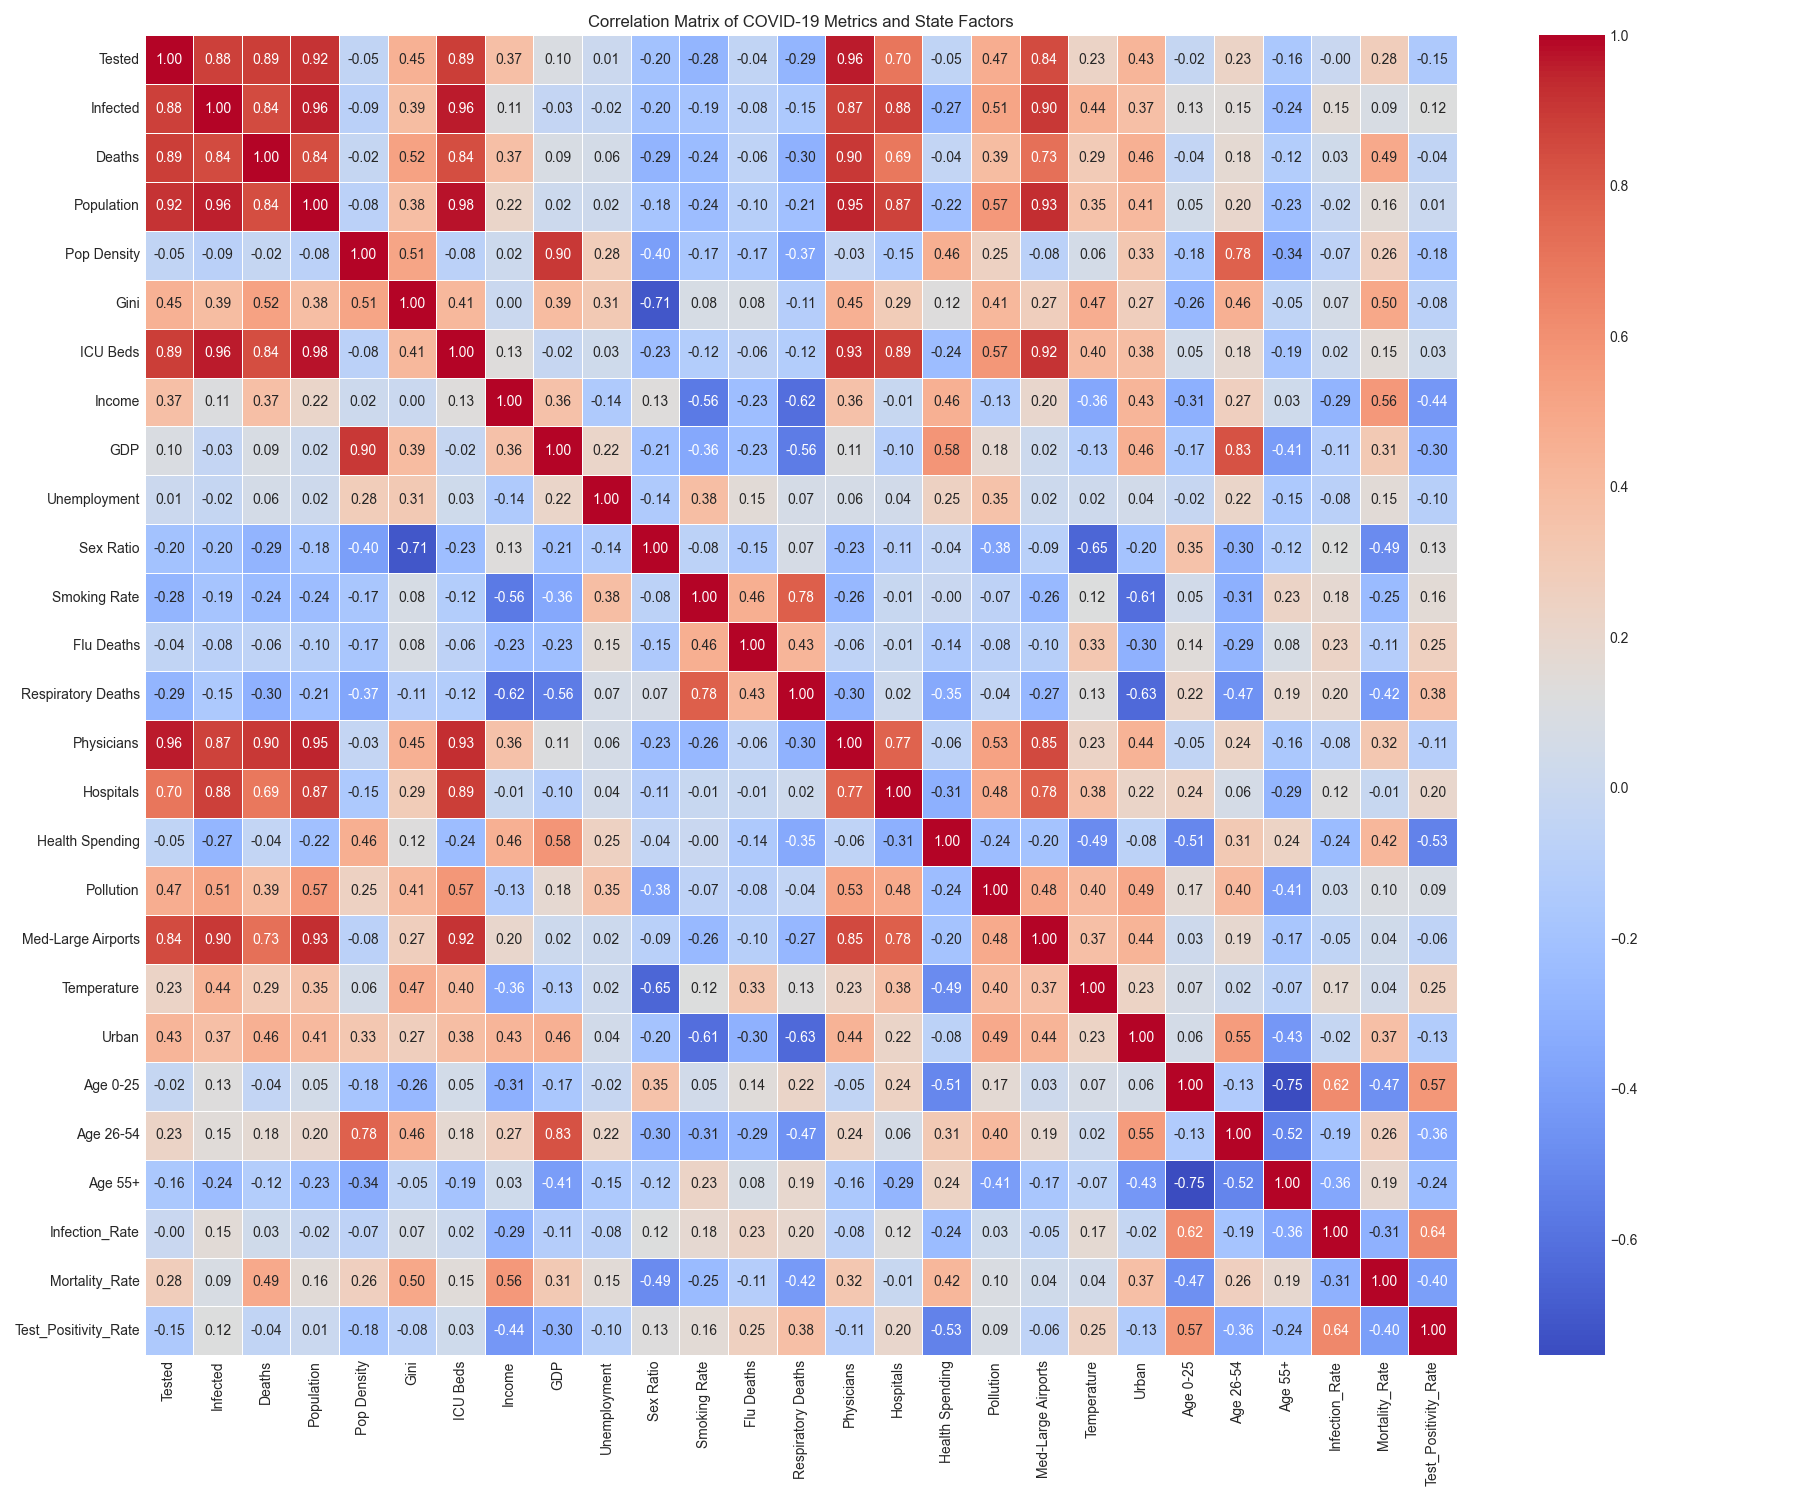 Correlation Matrix of COVID-19 Metrics and State Factors
Tested 1.00 0.88 0.89 0.92 -0.05 0.45 0.89 0.37 0.10 0.01 -0.20 -0.28 -0.04 -0.29 0.96 0.70 -0.05 0.47 0.84 0.23 0.43 -0.02 0.23 -0.16 -0.00 0.28 -0.15
Infected 0.88 1.00 0.84 0.96 -0.09 0.39 0.96 0.11 -0.03 -0.02 -0.20 -0.19 -0.08 -0.15 0.87 0.88 -0.27 0.51 0.90 0.44 0.37 0.13 0.15 -0.24 0.15 0.09 0.12
Deaths 0.89 0.84 1.00 0.84 -0.02 0.52 0.84 0.37 0.09 0.06 -0.29 -0.24 -0.06 -0.30 0.90 0.69 -0.04 0.39 0.73 0.29 0.46 -0.04 0.18 -0.12 0.03 0.49 -0.04
Population 0.92 0.96 0.84 1.00 -0.08 0.38 0.98 0.22 0.02 0.02 -0.18 -0.24 -0.10 -0.21 0.95 0.87 -0.22 0.57 0.93 0.35 0.41 0.05 0.20 -0.23 -0.02 0.16 0.01
Pop Density -0.05 -0.09 -0.02 -0.08 1.00 0.51 -0.08 0.02 0.90 0.28 -0.40 -0.17 -0.17 -0.37 -0.03 -0.15 0.46 0.25 -0.08 0.06 0.33 -0.18 0.78 -0.34 -0.07 0.26 -0.18
Gini 0.45 0.39 0.52 0.38 0.51 1.00 0.41 0.00 0.39 0.31 -0.71 0.08 0.08 -0.11 0.45 0.29 0.12 0.41 0.27 0.47 0.27 -0.26 0.46 -0.05 0.07 0.50 -0.08
ICU Beds 0.89 0.96 0.84 0.98 -0.08 0.41 1.00 0.13 -0.02 0.03 -0.23 -0.12 -0.06 -0.12 0.93 0.89 -0.24 0.57 0.92 0.40 0.38 0.05 0.18 -0.19 0.02 0.15 0.03
Income 0.37 0.11 0.37 0.22 0.02 0.00 0.13 1.00 0.36 -0.14 0.13 -0.56 -0.23 -0.62 0.36 -0.01 0.46 -0.13 0.20 -0.36 0.43 -0.31 0.27 0.03 -0.29 0.56 -0.44
GDP 0.10 -0.03 0.09 0.02 0.90 0.39 -0.02 0.36 1.00 0.22 -0.21 -0.36 -0.23 -0.56 0.11 -0.10 0.58 0.18 0.02 -0.13 0.46 -0.17 0.83 -0.41 -0.11 0.31 -0.30
Unemployment 0.01 -0.02 0.06 0.02 0.28 0.31 0.03 -0.14 0.22 1.00 -0.14 0.38 0.15 0.07 0.06 0.04 0.25 0.35 0.02 0.02 0.04 -0.02 0.22 -0.15 -0.08 0.15 -0.10
Sex Ratio -0.20 -0.20 -0.29 -0.18 -0.40 -0.71 -0.23 0.13 -0.21 -0.14 1.00 -0.08 -0.15 0.07 -0.23 -0.11 -0.04 -0.38 -0.09 -0.65 -0.20 0.35 -0.30 -0.12 0.12 -0.49 0.13
Smoking Rate -0.28 -0.19 -0.24 -0.24 -0.17 0.08 -0.12 -0.56 -0.36 0.38 -0.08 1.00 0.46 0.78 -0.26 -0.01 -0.00 -0.07 -0.26 0.12 -0.61 0.05 -0.31 0.23 0.18 -0.25 0.16
Flu Deaths -0.04 -0.08 -0.06 -0.10 -0.17 0.08 -0.06 -0.23 -0.23 0.15 -0.15 0.46 1.00 0.43 -0.06 -0.01 -0.14 -0.08 -0.10 0.33 -0.30 0.14 -0.29 0.08 0.23 -0.11 0.25
Respiratory Deaths -0.29 -0.15 -0.30 -0.21 -0.37 -0.11 -0.12 -0.62 -0.56 0.07 0.07 0.78 0.43 1.00 -0.30 0.02 -0.35 -0.04 -0.27 0.13 -0.63 0.22 -0.47 0.19 0.20 -0.42 0.38
Physicians 0.96 0.87 0.90 0.95 -0.03 0.45 0.93 0.36 0.11 0.06 -0.23 -0.26 -0.06 -0.30 1.00 0.77 -0.06 0.53 0.85 0.23 0.44 -0.05 0.24 -0.16 -0.08 0.32 -0.11
Hospitals 0.70 0.88 0.69 0.87 -0.15 0.29 0.89 -0.01 -0.10 0.04 -0.11 -0.01 -0.01 0.02 0.77 1.00 -0.31 0.48 0.78 0.38 0.22 0.24 0.06 -0.29 0.12 -0.01 0.20
Health Spending -0.05 -0.27 -0.04 -0.22 0.46 0.12 -0.24 0.46 0.58 0.25 -0.04 -0.00 -0.14 -0.35 -0.06 -0.31 1.00 -0.24 -0.20 -0.49 -0.08 -0.51 0.31 0.24 -0.24 0.42 -0.53
Pollution 0.47 0.51 0.39 0.57 0.25 0.41 0.57 -0.13 0.18 0.35 -0.38 -0.07 -0.08 -0.04 0.53 0.48 -0.24 1.00 0.48 0.40 0.49 0.17 0.40 -0.41 0.03 0.10 0.09
Med-Large Airports 0.84 0.90 0.73 0.93 -0.08 0.27 0.92 0.20 0.02 0.02 -0.09 -0.26 -0.10 -0.27 0.85 0.78 -0.20 0.48 1.00 0.37 0.44 0.03 0.19 -0.17 -0.05 0.04 -0.06
Temperature 0.23 0.44 0.29 0.35 0.06 0.47 0.40 -0.36 -0.13 0.02 -0.65 0.12 0.33 0.13 0.23 0.38 -0.49 0.40 0.37 1.00 0.23 0.07 0.02 -0.07 0.17 0.04 0.25
Urban 0.43 0.37 0.46 0.41 0.33 0.27 0.38 0.43 0.46 0.04 -0.20 -0.61 -0.30 -0.63 0.44 0.22 -0.08 0.49 0.44 0.23 1.00 0.06 0.55 -0.43 -0.02 0.37 -0.13
Age 0-25 -0.02 0.13 -0.04 0.05 -0.18 -0.26 0.05 -0.31 -0.17 -0.02 0.35 0.05 0.14 0.22 -0.05 0.24 -0.51 0.17 0.03 0.07 0.06 1.00 -0.13 -0.75 0.62 -0.47 0.57
Age 26-54 0.23 0.15 0.18 0.20 0.78 0.46 0.18 0.27 0.83 0.22 -0.30 -0.31 -0.29 -0.47 0.24 0.06 0.31 0.40 0.19 0.02 0.55 -0.13 1.00 -0.52 -0.19 0.26 -0.36
Age 55+ -0.16 -0.24 -0.12 -0.23 -0.34 -0.05 -0.19 0.03 -0.41 -0.15 -0.12 0.23 0.08 0.19 -0.16 -0.29 0.24 -0.41 -0.17 -0.07 -0.43 -0.75 -0.52 1.00 -0.36 0.19 -0.24
Infection_Rate -0.00 0.15 0.03 -0.02 -0.07 0.07 0.02 -0.29 -0.11 -0.08 0.12 0.18 0.23 0.20 -0.08 0.12 -0.24 0.03 -0.05 0.17 -0.02 0.62 -0.19 -0.36 1.00 -0.31 0.64
Mortality_Rate 0.28 0.09 0.49 0.16 0.26 0.50 0.15 0.56 0.31 0.15 -0.49 -0.25 -0.11 -0.42 0.32 -0.01 0.42 0.10 0.04 0.04 0.37 -0.47 0.26 0.19 -0.31 1.00 -0.40
Test_Positivity_Rate -0.15 0.12 -0.04 0.01 -0.18 -0.08 0.03 -0.44 -0.30 -0.10 0.13 0.16 0.25 0.38 -0.11 0.20 -0.53 0.09 -0.06 0.25 -0.13 0.57 -0.36 -0.24 0.64 -0.40 1.00
Tested
Infected
Deaths
Population
Pop Density
Gini
ICU Beds
Income
GDP
Unemployment
Sex Ratio
Smoking Rate
Flu Deaths
Respiratory Deaths
Physicians
Hospitals
Health Spending
Pollution
Med-Large Airports
Temperature
Urban
Age 0-25
Age 26-54
Age 55+
Infection_Rate
Mortality_Rate
Test_Positivity_Rate
1.0
0.8
0.6
0.4
0.2
0.0
−0.2
−0.4
−0.6